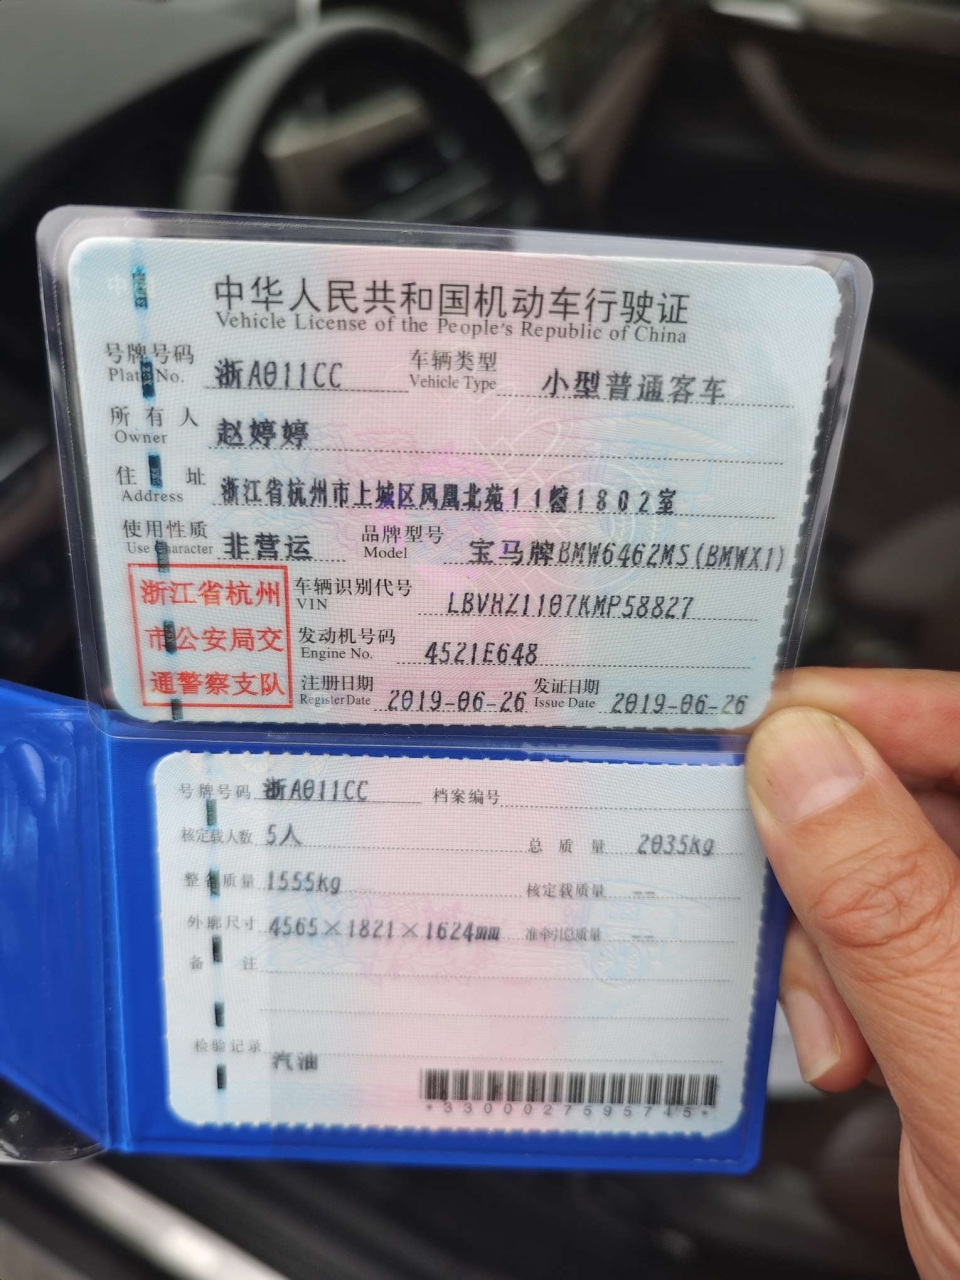 中华人民共和国机动车行驶证
Vehicle License of the People's Republic of China
号牌号码 浙A011CC 车辆类型 小型普通客车
Plate No. Vehicle Type
所有人 赵婷婷
Owner
住址 浙江省杭州市上城区凤凰北苑11幢1802室
Address
使用性质 非营运 品牌型号 宝马牌BMW6462MS(BMWX1)
Use Character Model
浙江省杭州
市公安局交
通警察支队
车辆识别代号 LBVHZ1107KMP58827
VIN
发动机号码 4521E648
Engine No.
注册日期 2019-06-26 发证日期 2019-06-26
Register Date Issue Date
号牌号码 浙A011CC 档案编号
核定载人数 5人 总质量 2035kg
整备质量 1555kg 核定载质量 --
外廓尺寸 4565×1821×1624mm 准牵引总质量 --
备注
检验记录 汽油
*3300027595745*